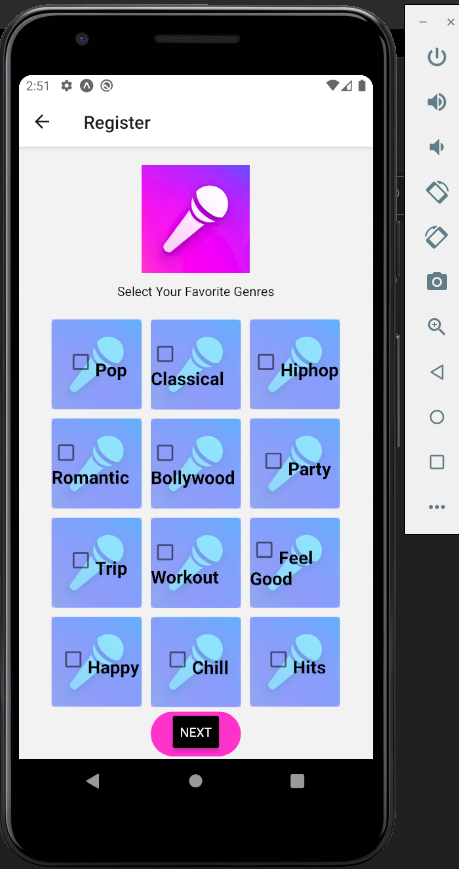 2:51
Register
Select Your Favorite Genres
Pop
Classical
Hiphop
Romantic
Bollywood
Party
Trip
Workout
Feel
Good
Happy
Chill
Hits
NEXT